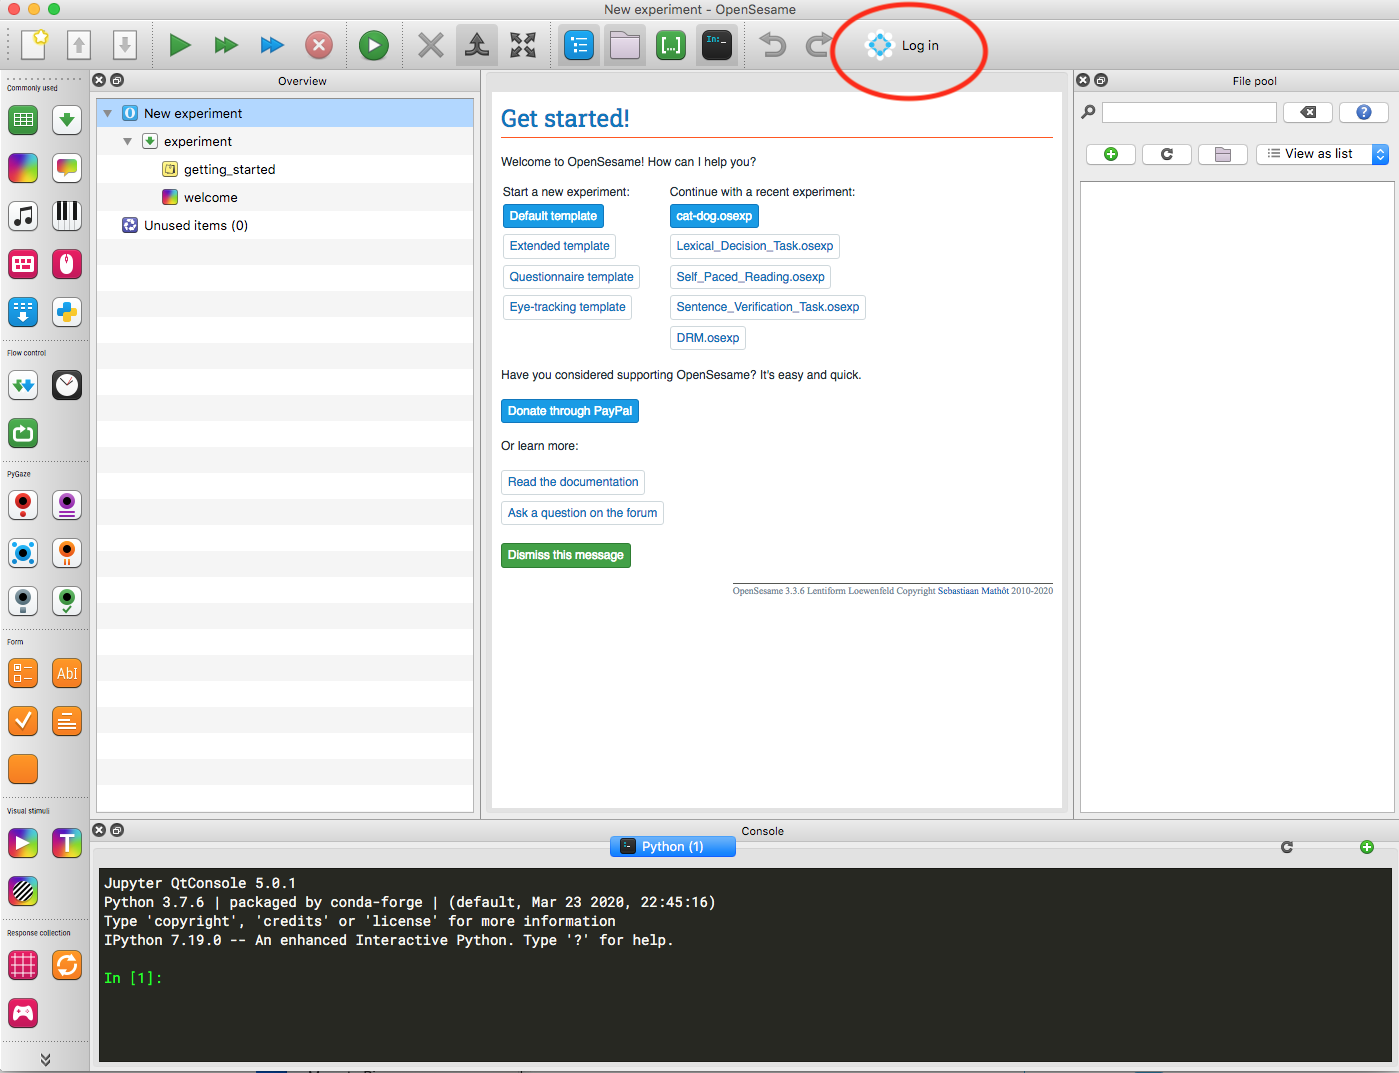 New experiment - OpenSesame
In:_
Log in
Commonly used
Overview
File pool
New experiment
experiment
getting_started
welcome
Unused items (0)
Get started!
Welcome to OpenSesame! How can I help you?
Start a new experiment:
Continue with a recent experiment:
Default template
cat-dog.osexp
Extended template
Lexical_Decision_Task.osexp
Questionnaire template
Self_Paced_Reading.osexp
Eye-tracking template
Sentence_Verification_Task.osexp
DRM.osexp
Have you considered supporting OpenSesame? It's easy and quick.
Donate through PayPal
Or learn more:
Read the documentation
Ask a question on the forum
Dismiss this message
OpenSesame 3.3.6 Lentiform Loewenfeld Copyright Sebastiaan Mathôt 2010-2020
View as list
Flow control
PyGaze
Form
AbI
Visual stimuli
T
Response collection
Console
Python (1)
Jupyter QtConsole 5.0.1
Python 3.7.6 | packaged by conda-forge | (default, Mar 23 2020, 22:45:16)
Type 'copyright', 'credits' or 'license' for more information
IPython 7.19.0 -- An enhanced Interactive Python. Type '?' for help.
In [1]: